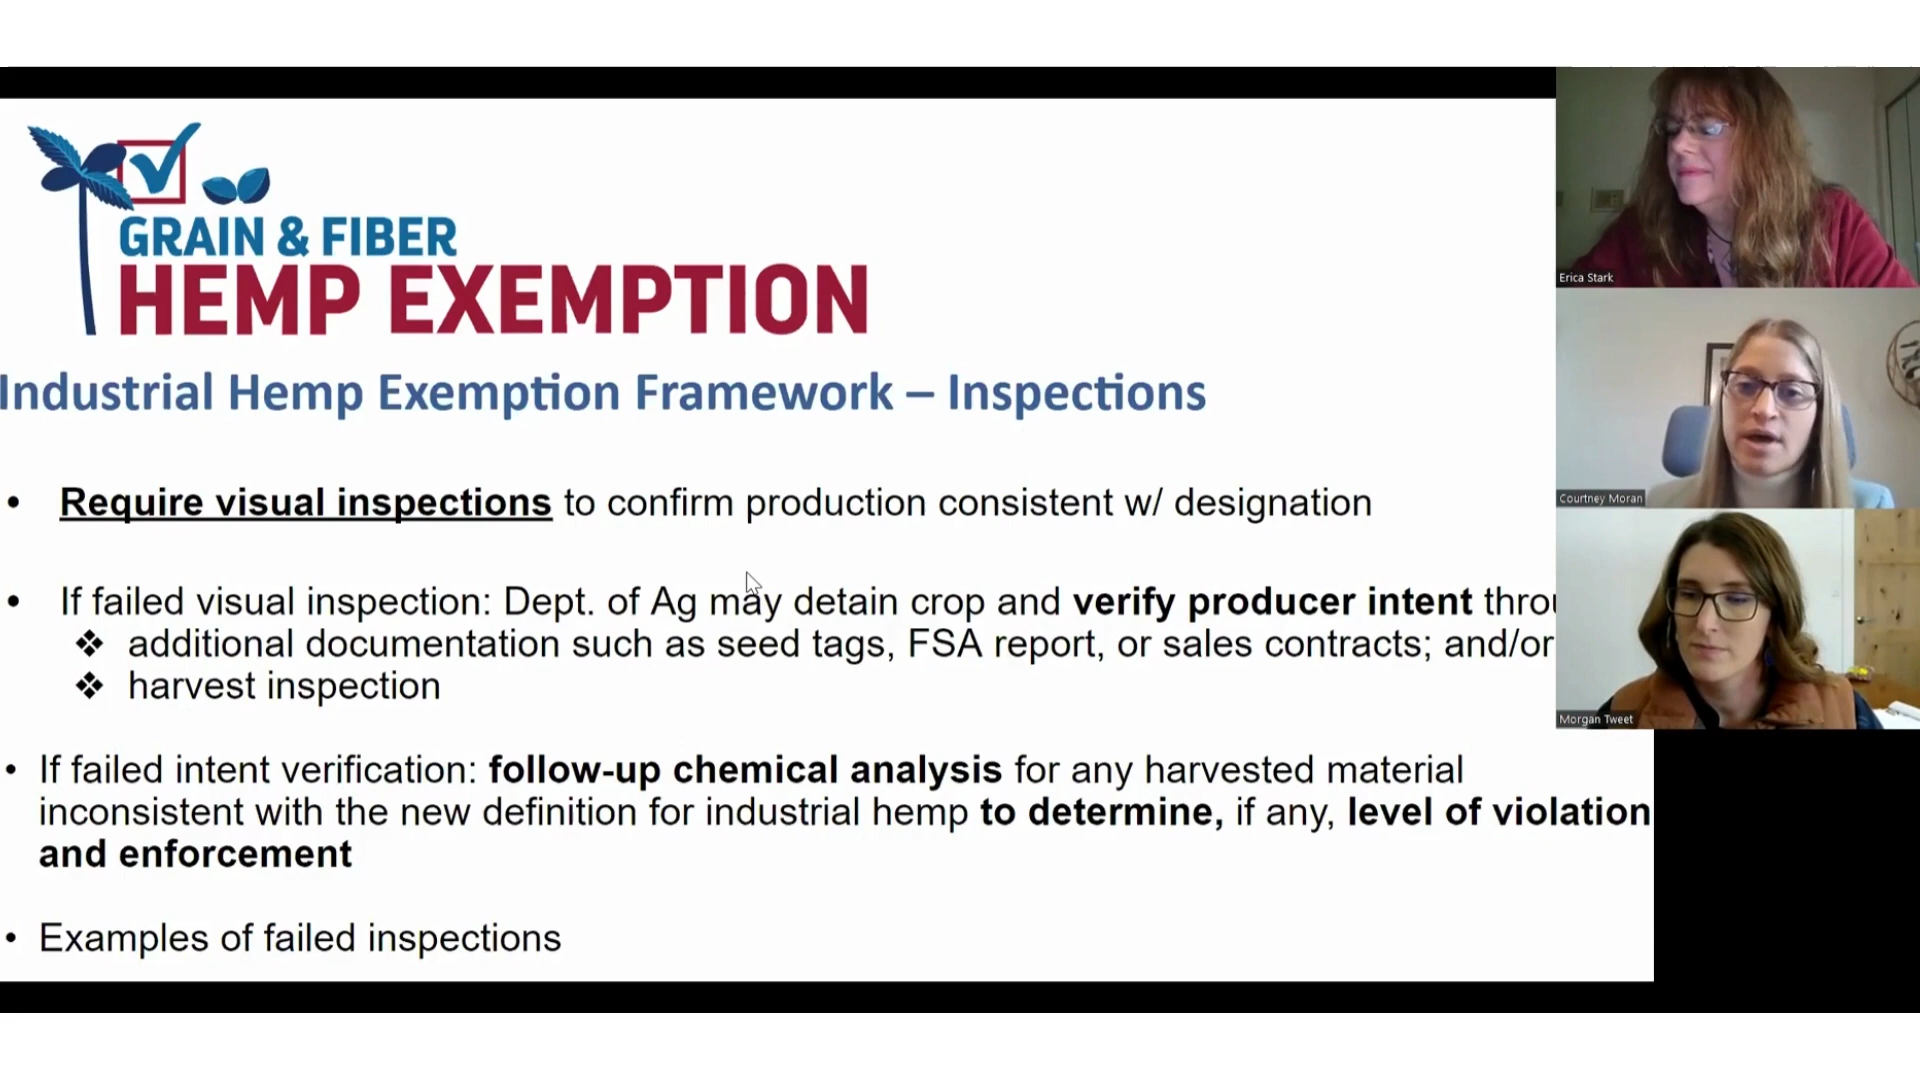 GRAIN & FIBER
HEMP EXEMPTION
Industrial Hemp Exemption Framework – Inspections
• Require visual inspections to confirm production consistent w/ designation
• If failed visual inspection: Dept. of Ag may detain crop and verify producer intent
❖ additional documentation such as seed tags, FSA report, or sales contracts; and/or
❖ harvest inspection
• If failed intent verification: follow-up chemical analysis for any harvested material
inconsistent with the new definition for industrial hemp to determine, if any, level of violation
and enforcement
• Examples of failed inspections
Erica Stark
Courtney Moran
Morgan Tweet